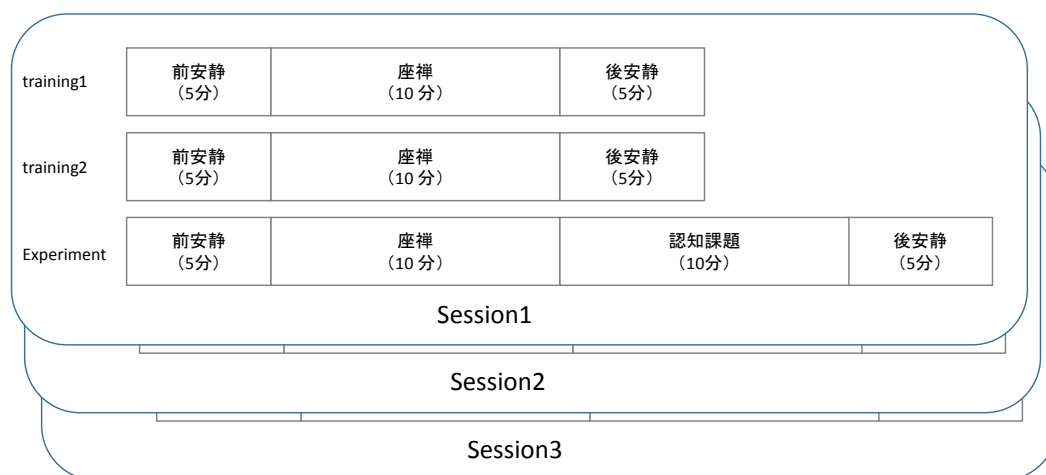 training1
前安静
（5分）
座禅
（10 分）
後安静
（5分）
training2
前安静
（5分）
座禅
（10 分）
後安静
（5分）
Experiment
前安静
（5分）
座禅
（10 分）
認知課題
（10分）
後安静
（5分）
Session1
Session2
Session3